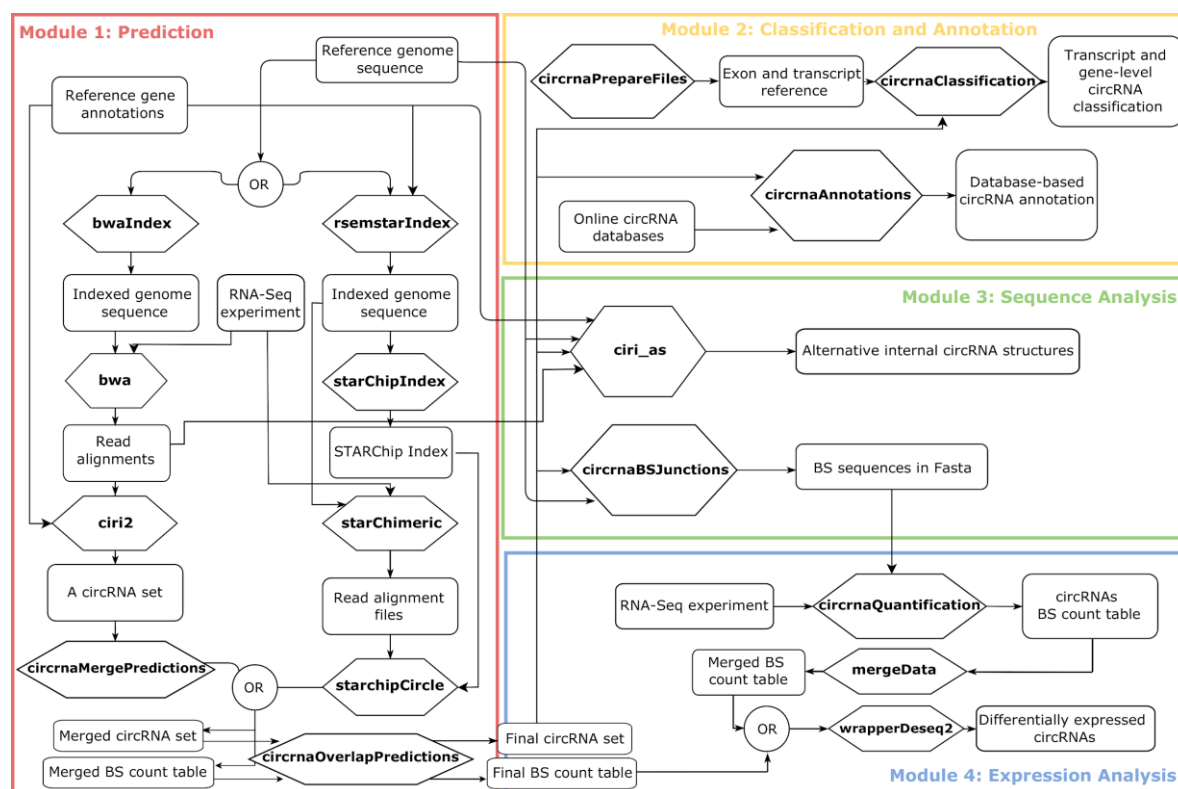 Module 1: Prediction
Reference genome
sequence
Reference gene
annotations
OR
bwaIndex
rsemstarIndex
Indexed genome
sequence
RNA-Seq
experiment
Indexed genome
sequence
bwa
starChipIndex
Read
alignments
STARChip Index
ciri2
starChimeric
A circRNA set
Read alignment
files
circrnaMergePredictions
OR
starchipCircle
Merged circRNA set
Merged BS count table
circrnaOverlapPredictions
Final circRNA set
Final BS count table
Module 2: Classification and Annotation
circrnaPrepareFiles
Exon and transcript
reference
circrnaClassification
Transcript and
gene-level
circRNA
classification
circrnaAnnotations
Database-based
circRNA annotation
Online circRNA
databases
Module 3: Sequence Analysis
ciri_as
Alternative internal circRNA structures
circrnaBSJunctions
BS sequences in Fasta
RNA-Seq experiment
circrnaQuantification
circRNAs
BS count table
Merged BS
count table
mergeData
OR
wrapperDeseq2
Differentially expressed
circRNAs
Module 4: Expression Analysis